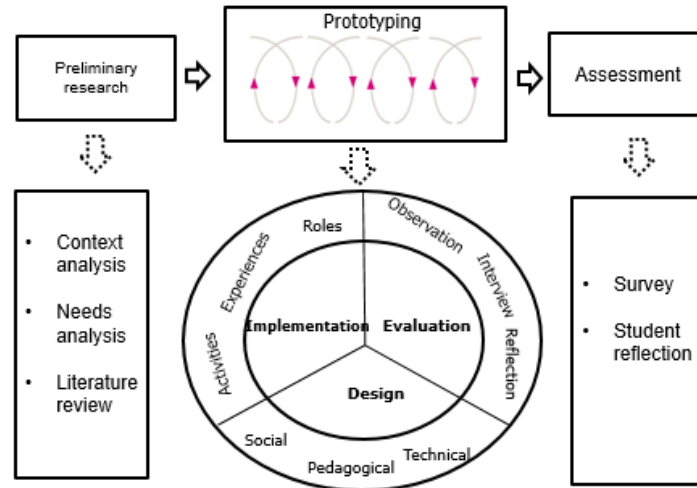 Prototyping
Preliminary
research
Assessment
• Context
analysis
• Needs
analysis
• Literature
review
Roles
Experiences
Activities
Observation
Interview
Reflection
Implementation
Evaluation
Design
Social
Pedagogical
Technical
• Survey
• Student
reflection